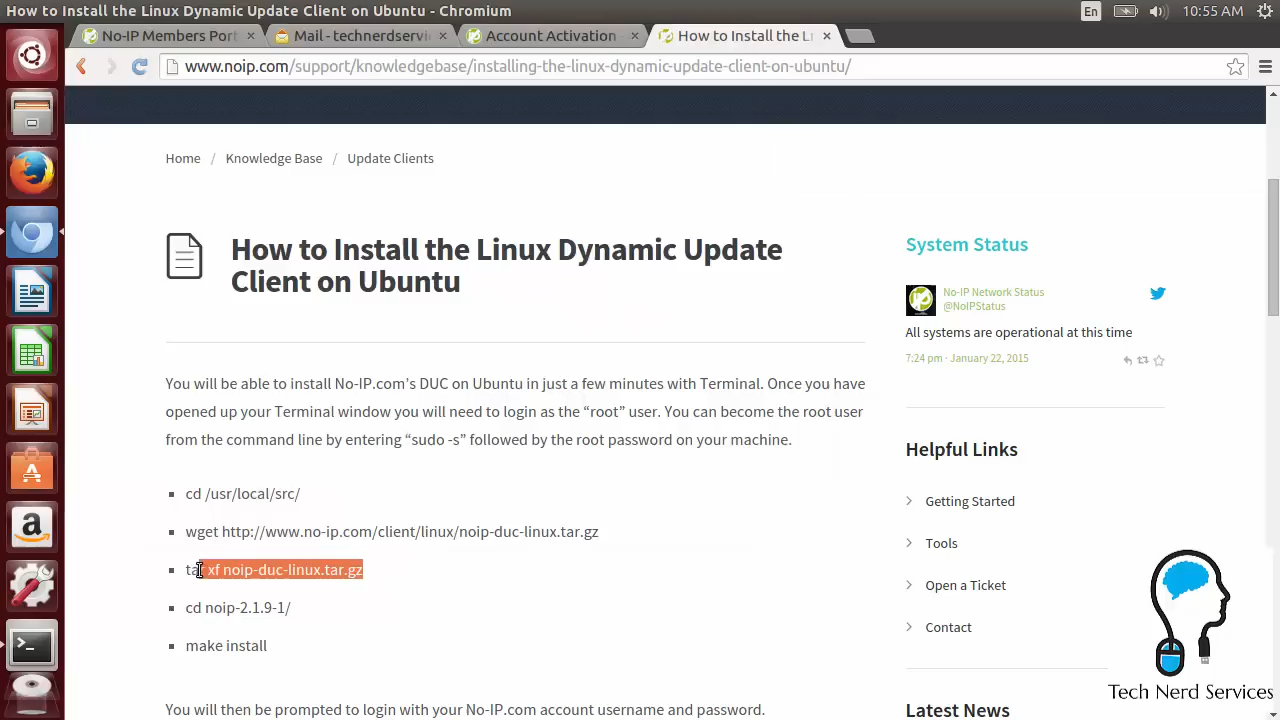 How to Install the Linux Dynamic Update Client on Ubuntu - Chromium
En
10:55 AM
No-IP Members Port
Mail - technerdservi
Account Activation
How to Install the Li
www.noip.com/support/knowledgebase/installing-the-linux-dynamic-update-client-on-ubuntu/
Home / Knowledge Base / Update Clients
How to Install the Linux Dynamic Update
Client on Ubuntu
You will be able to install No-IP.com’s DUC on Ubuntu in just a few minutes with Terminal. Once you have
opened up your Terminal window you will need to login as the “root” user. You can become the root user
from the command line by entering “sudo -s” followed by the root password on your machine.
cd /usr/local/src/
wget http://www.no-ip.com/client/linux/noip-duc-linux.tar.gz
tar xf noip-duc-linux.tar.gz
cd noip-2.1.9-1/
make install
You will then be prompted to login with your No-IP.com account username and password.
System Status
No-IP Network Status
@NoIPStatus
All systems are operational at this time
7:24 pm · January 22, 2015
Helpful Links
Getting Started
Tools
Open a Ticket
Contact
Latest News
Tech Nerd Services